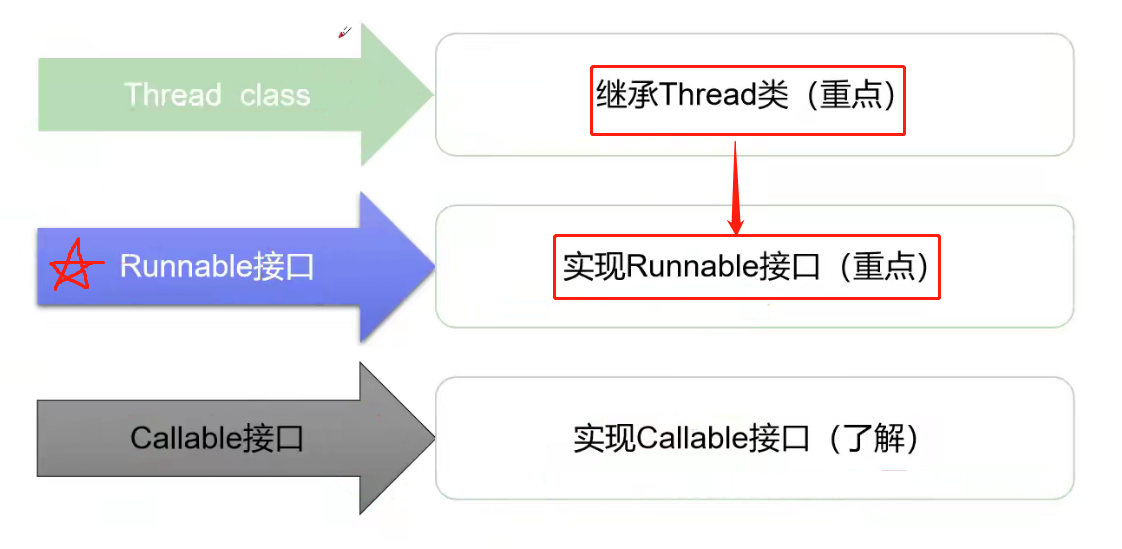 Thread class
继承Thread类（重点）
Runnable接口
实现Runnable接口（重点）
Callable接口
实现Callable接口（了解）